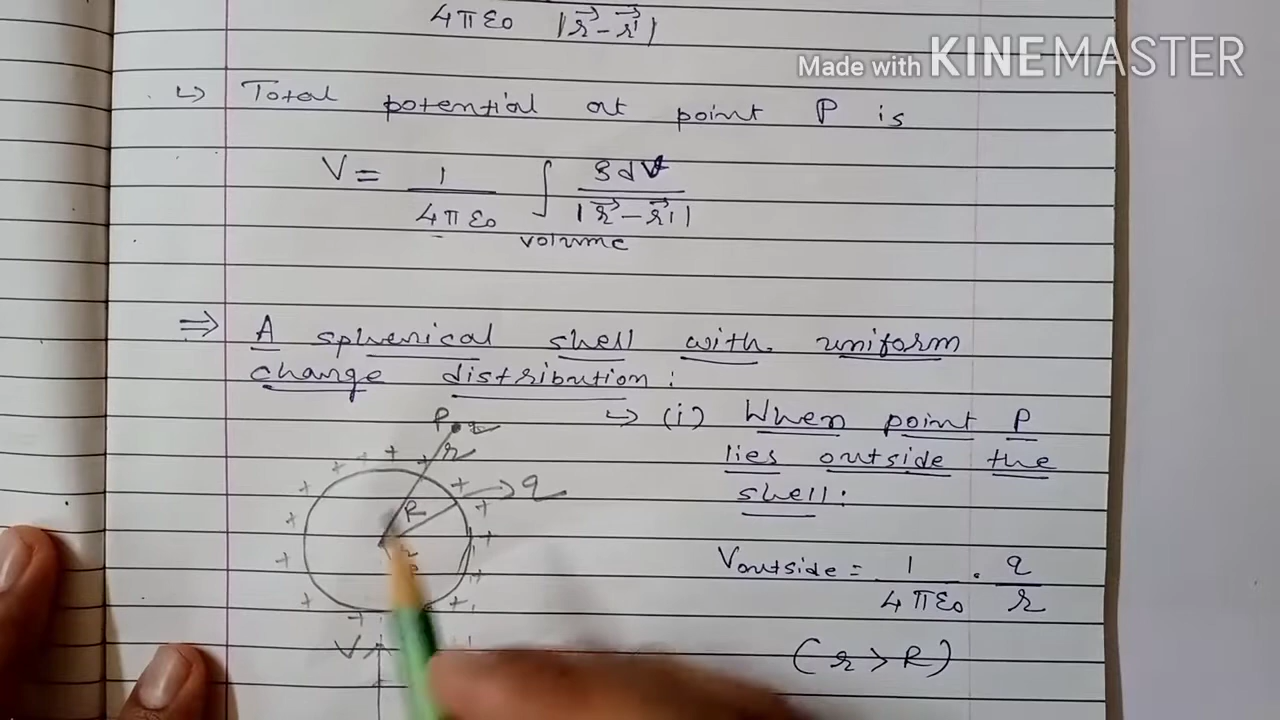 4πε₀ |r⃗-r⃗'|
Made with KINEMASTER
↳ Total potential at point P is
V = 1/4πε₀ ∫volume ρdV/|r⃗-r⃗'|
⇒ A spherical shell with uniform
charge distribution :
↳ (i) When point P
lies outside the
shell :
P
r
q
R
V
Voutside = 1/4πε₀ . q/r
(r > R)